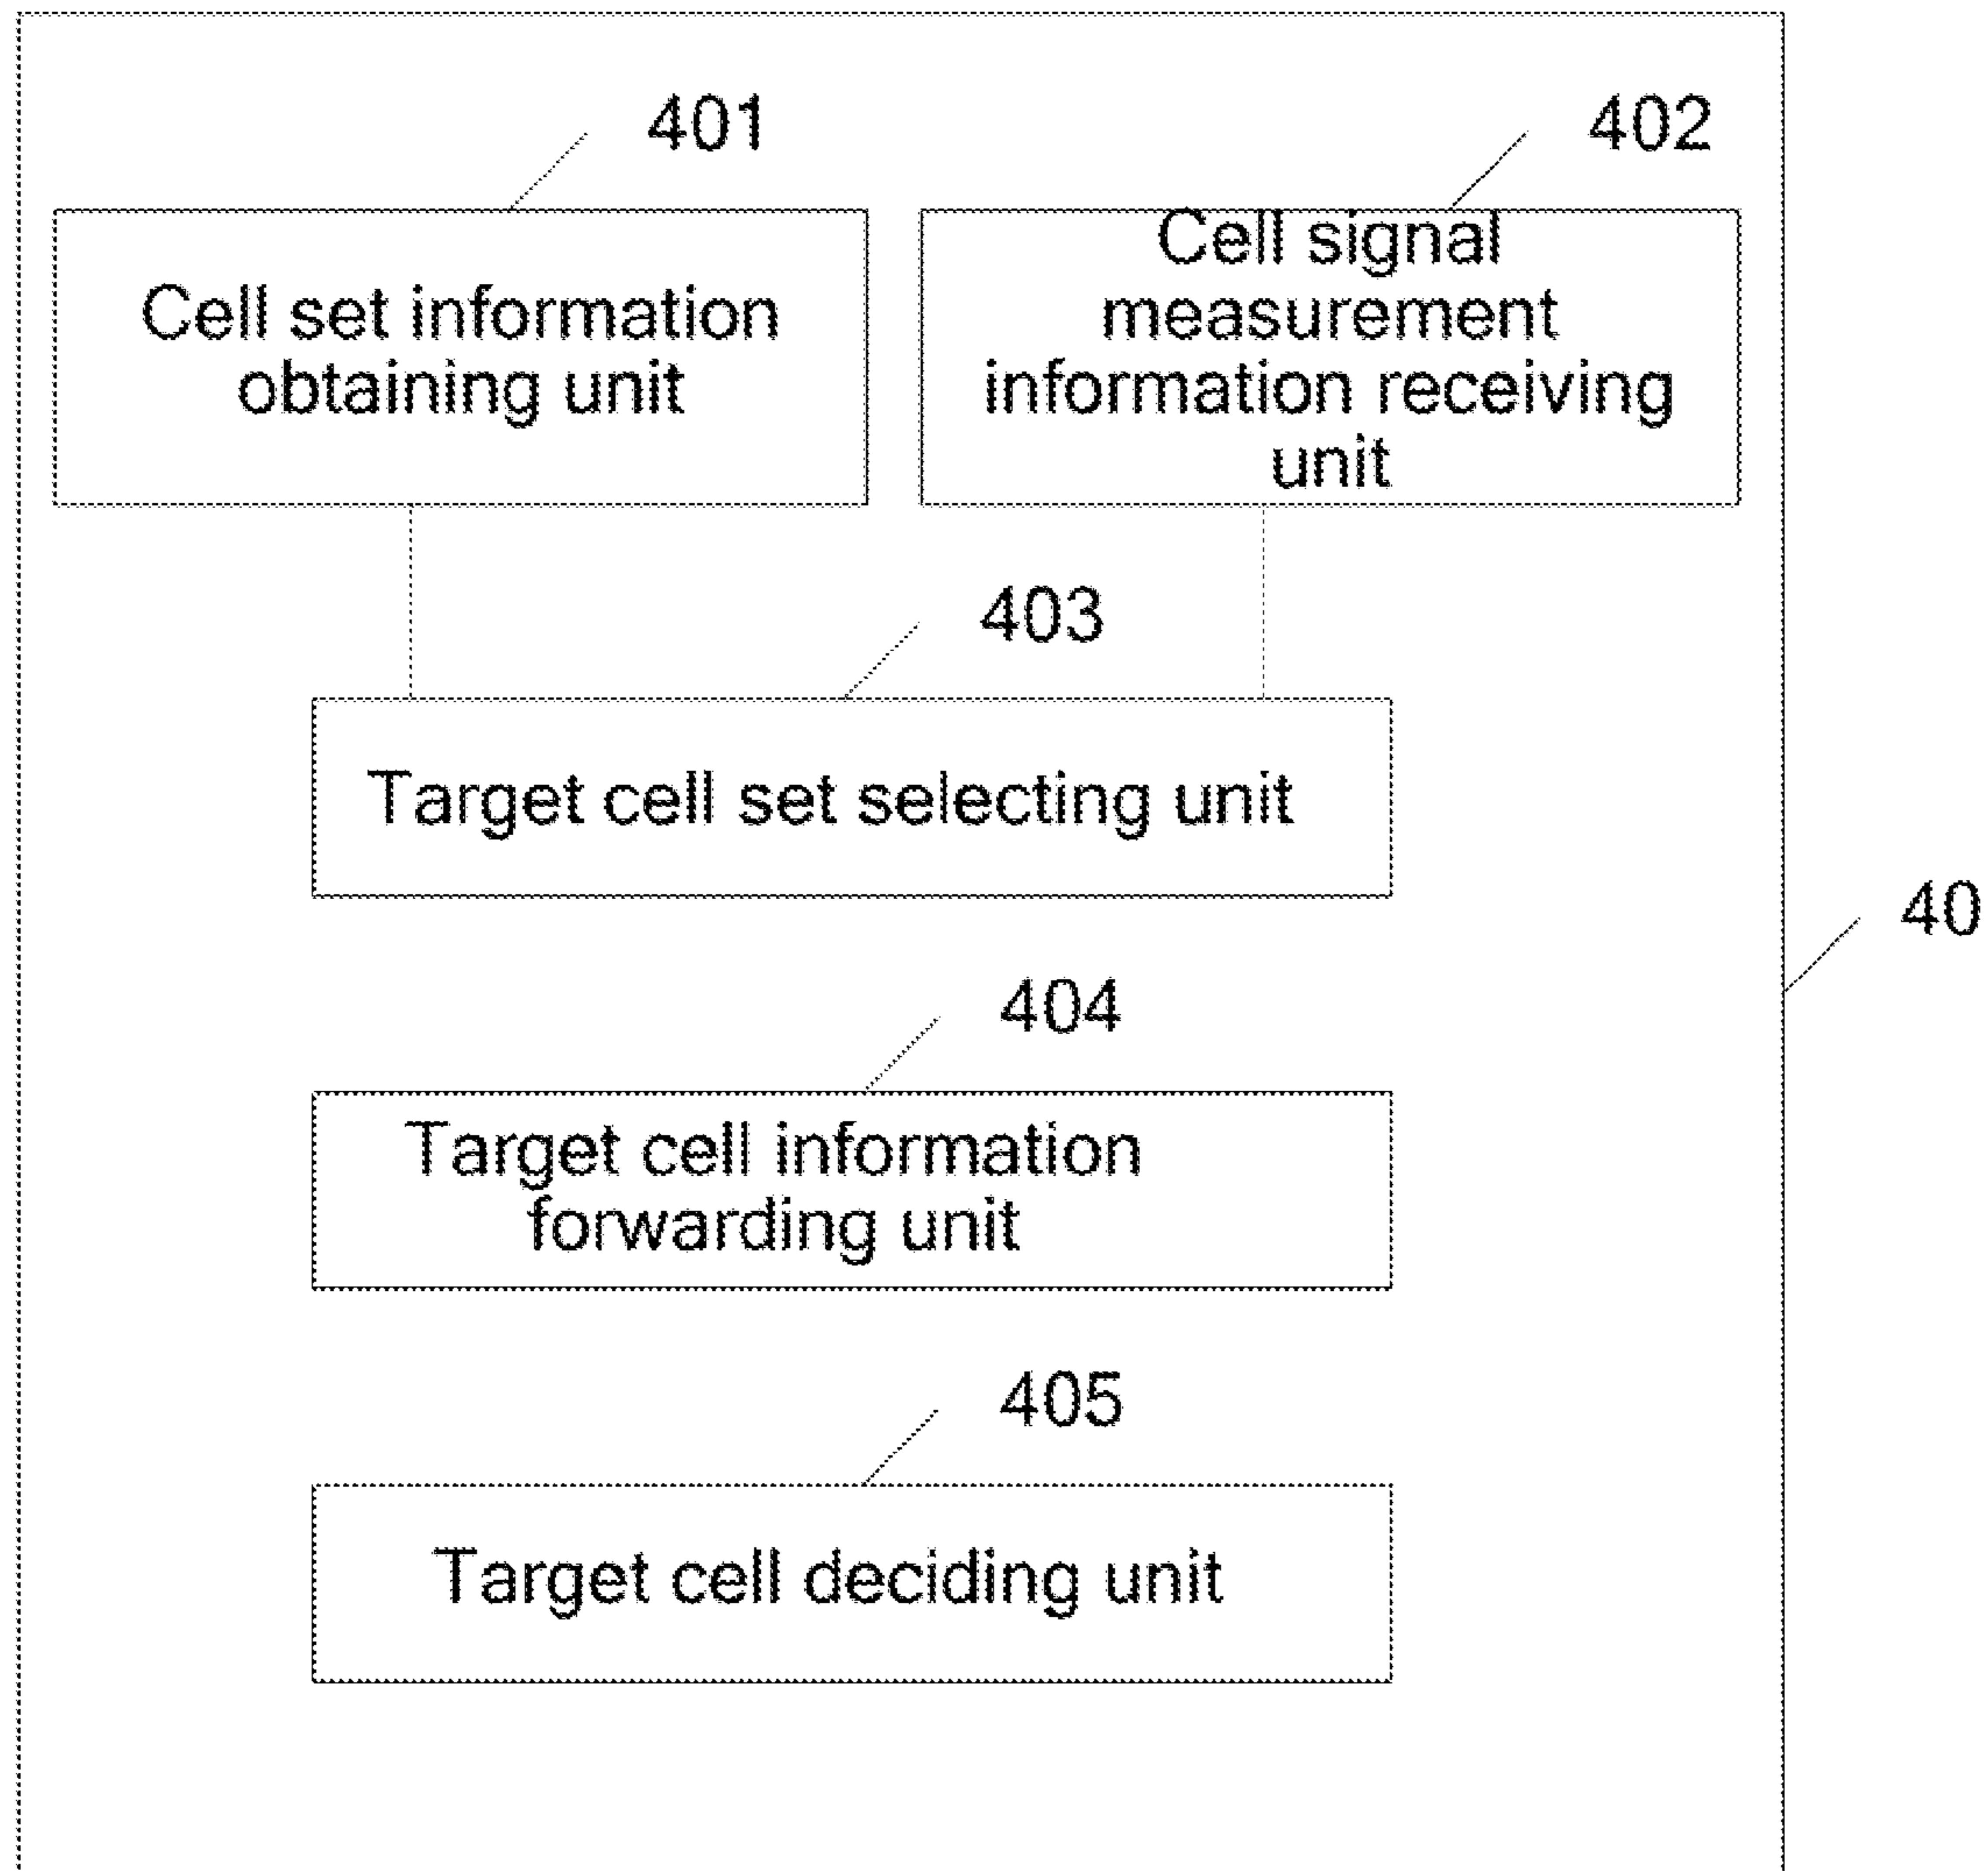 401
402
Cell set information
obtaining unit
Cell signal
measurement
information receiving
unit
403
Target cell set selecting unit
40
404
Target cell information
forwarding unit
405
Target cell deciding unit